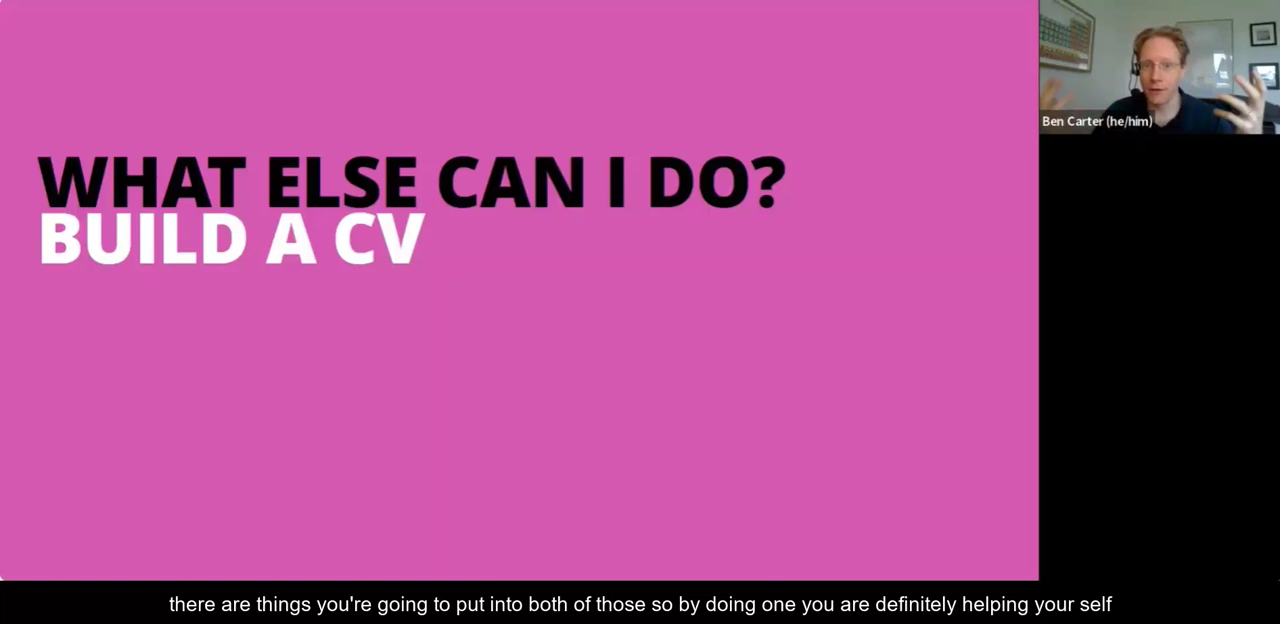 WHAT ELSE CAN I DO?
BUILD A CV
Ben Carter (he/him)
there are things you're going to put into both of those so by doing one you are definitely helping your self